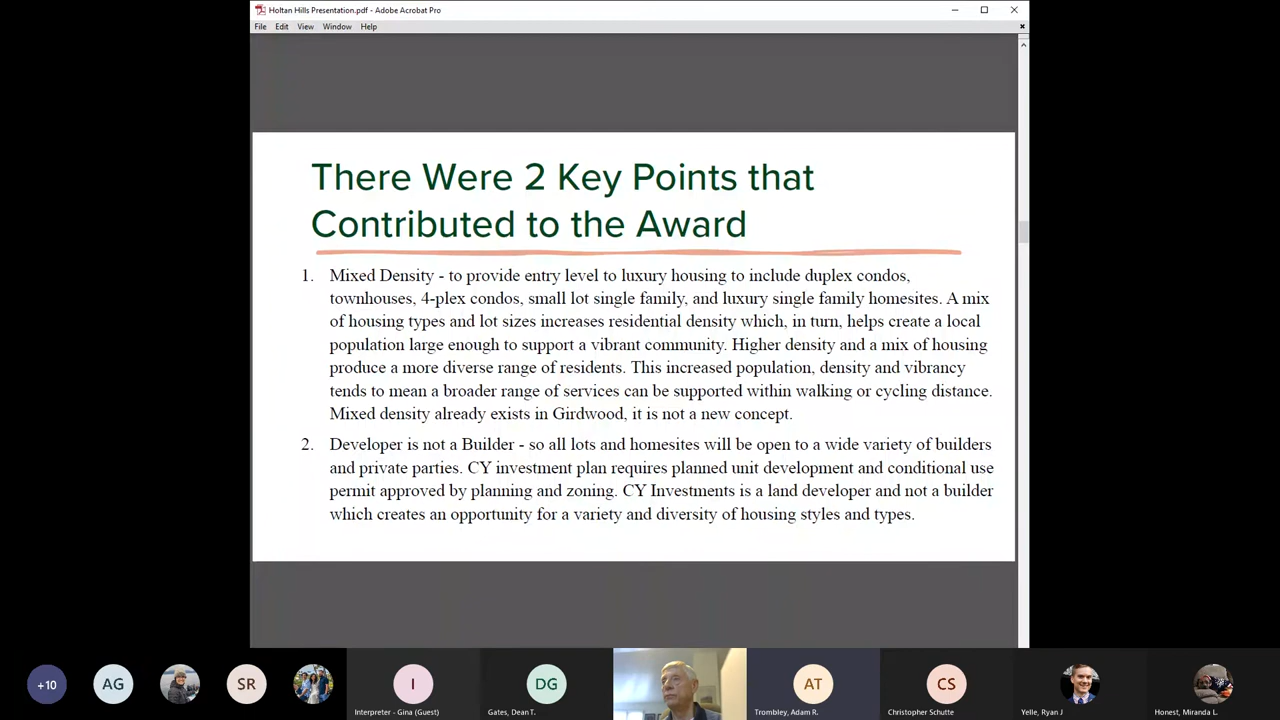 Holtan Hills Presentation.pdf - Adobe Acrobat Pro
File Edit View Window Help
There Were 2 Key Points that
Contributed to the Award
1. Mixed Density - to provide entry level to luxury housing to include duplex condos,
townhouses, 4-plex condos, small lot single family, and luxury single family homesites. A mix
of housing types and lot sizes increases residential density which, in turn, helps create a local
population large enough to support a vibrant community. Higher density and a mix of housing
produce a more diverse range of residents. This increased population, density and vibrancy
tends to mean a broader range of services can be supported within walking or cycling distance.
Mixed density already exists in Girdwood, it is not a new concept.
2. Developer is not a Builder - so all lots and homesites will be open to a wide variety of builders
and private parties. CY investment plan requires planned unit development and conditional use
permit approved by planning and zoning. CY Investments is a land developer and not a builder
which creates an opportunity for a variety and diversity of housing styles and types.
+10 AG SR I DG AT CS
Interpreter - Gina (Guest) Gates, Dean T. Trombley, Adam R. Christopher Schutte Yelle, Ryan J Honest, Miranda L.